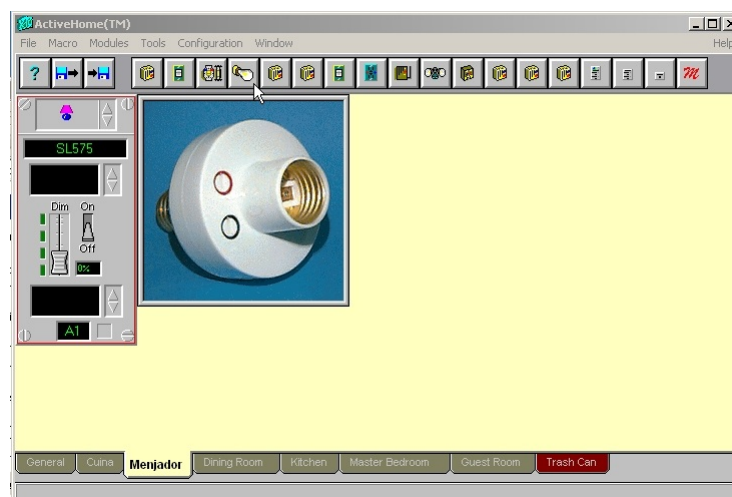 ActiveHome(TM)
File Macro Modules Tools Configuration Window Help
?
SL575
Dim On
Off
0%
A1
General Cuina Menjador Dining Room Kitchen Master Bedroom Guest Room Trash Can